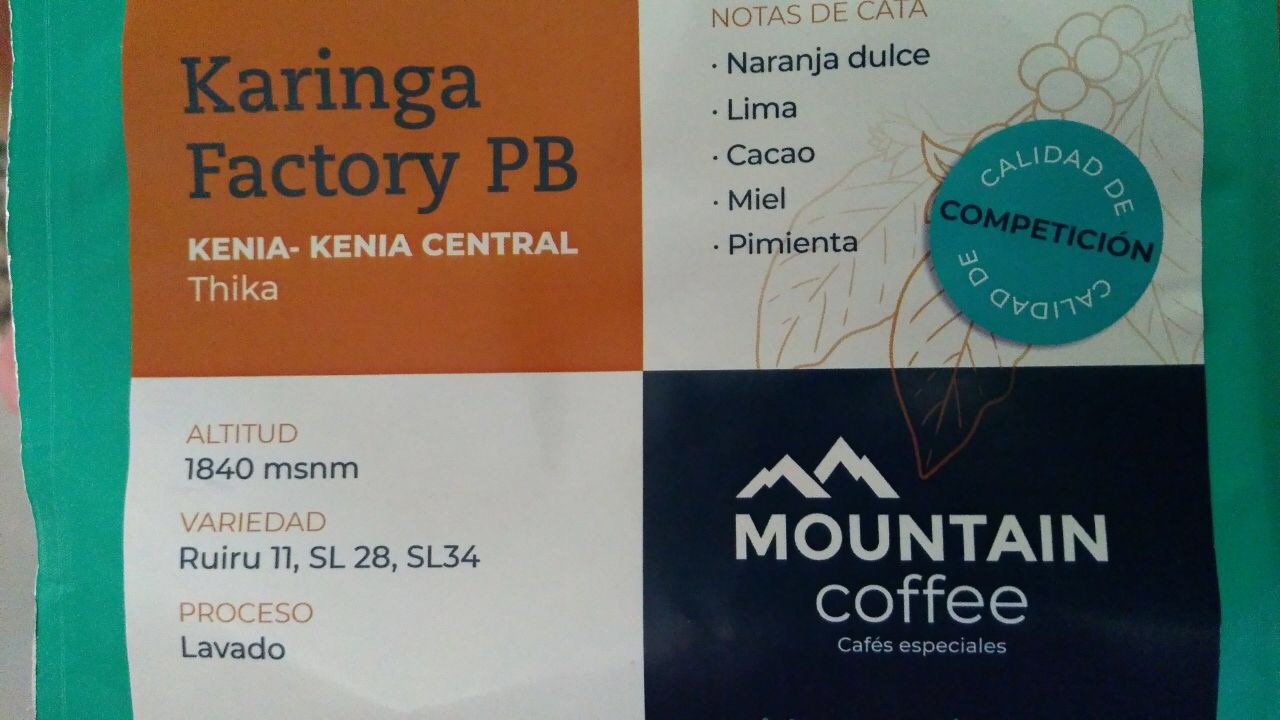 Karinga
Factory PB
KENIA- KENIA CENTRAL
Thika
NOTAS DE CATA
· Naranja dulce
· Lima
· Cacao
· Miel
· Pimienta
CALIDAD DE
COMPETICIÓN
CALIDAD DE
ALTITUD
1840 msnm
VARIEDAD
Ruiru 11, SL 28, SL34
PROCESO
Lavado
MOUNTAIN
coffee
Cafés especiales